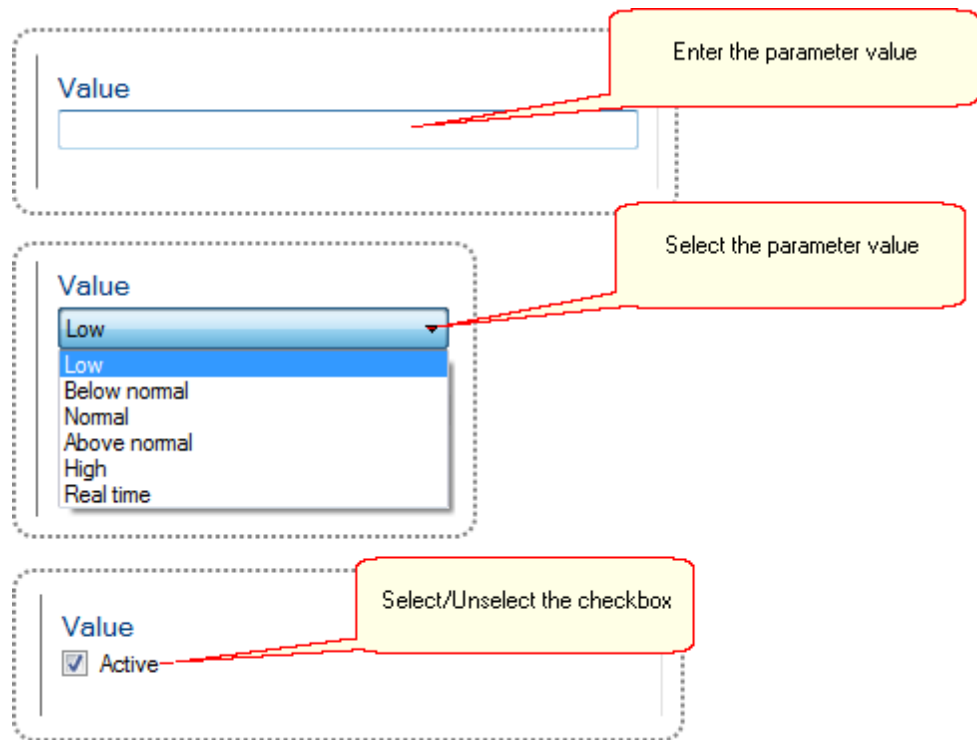 Enter the parameter value
Value
Select the parameter value
Value
Low
Low
Below normal
Normal
Above normal
High
Real time
Select/Unselect the checkbox
Value
Active